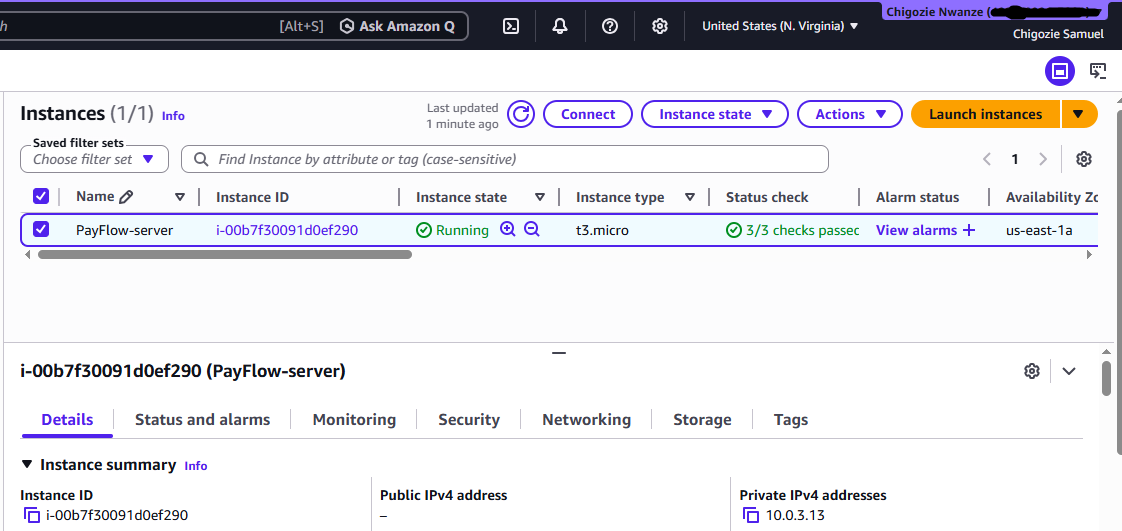 h [Alt+S] Ask Amazon Q United States (N. Virginia) Chigozie Nwanze (
Chigozie Samuel
Instances (1/1) Info Last updated 1 minute ago Connect Instance state Actions Launch instances
Saved filter sets
Choose filter set Find Instance by attribute or tag (case-sensitive) 1
Name Instance ID Instance state Instance type Status check Alarm status Availability Zo
PayFlow-server i-00b7f30091d0ef290 Running t3.micro 3/3 checks passec View alarms + us-east-1a
i-00b7f30091d0ef290 (PayFlow-server)
Details Status and alarms Monitoring Security Networking Storage Tags
Instance summary Info
Instance ID Public IPv4 address Private IPv4 addresses
i-00b7f30091d0ef290 – 10.0.3.13